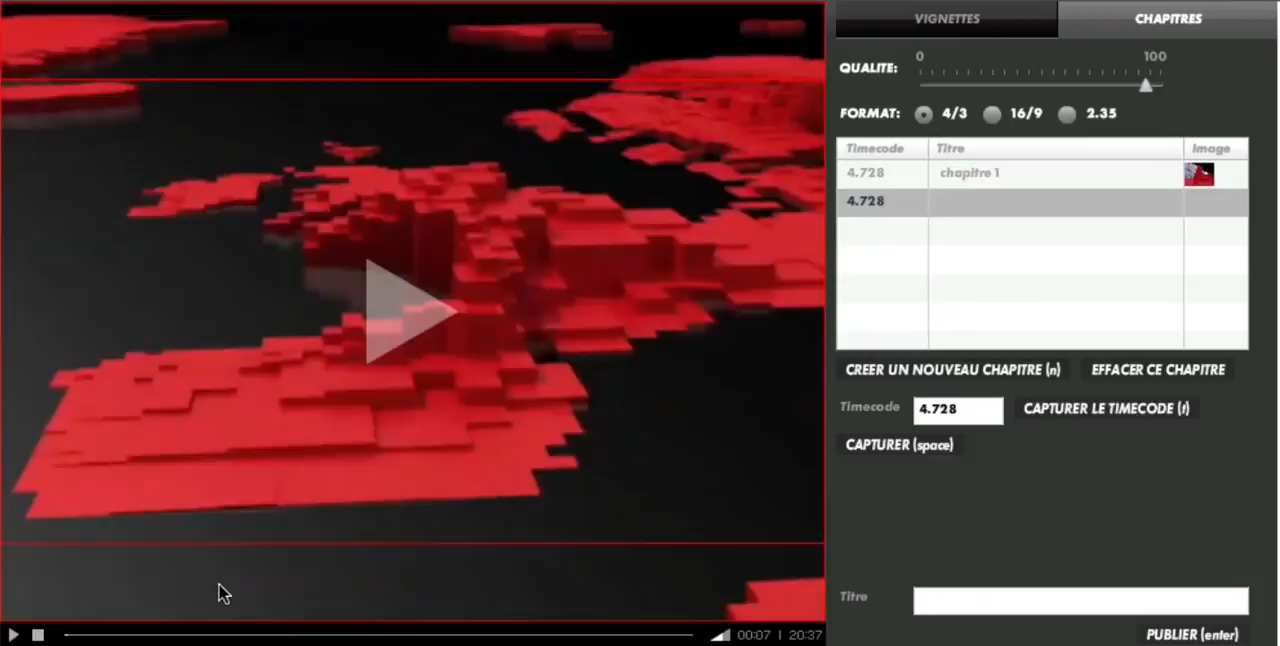 VIGNETTES CHAPITRES
0 100
QUALITE:
FORMAT: 4/3 16/9 2.35
Timecode Titre Image
4.728 chapitre 1
4.728
CREER UN NOUVEAU CHAPITRE (n) EFFACER CE CHAPITRE
Timecode 4.728 CAPTURER LE TIMECODE (t)
CAPTURER (space)
Titre
PUBLIER (enter)
00:07 | 20:37